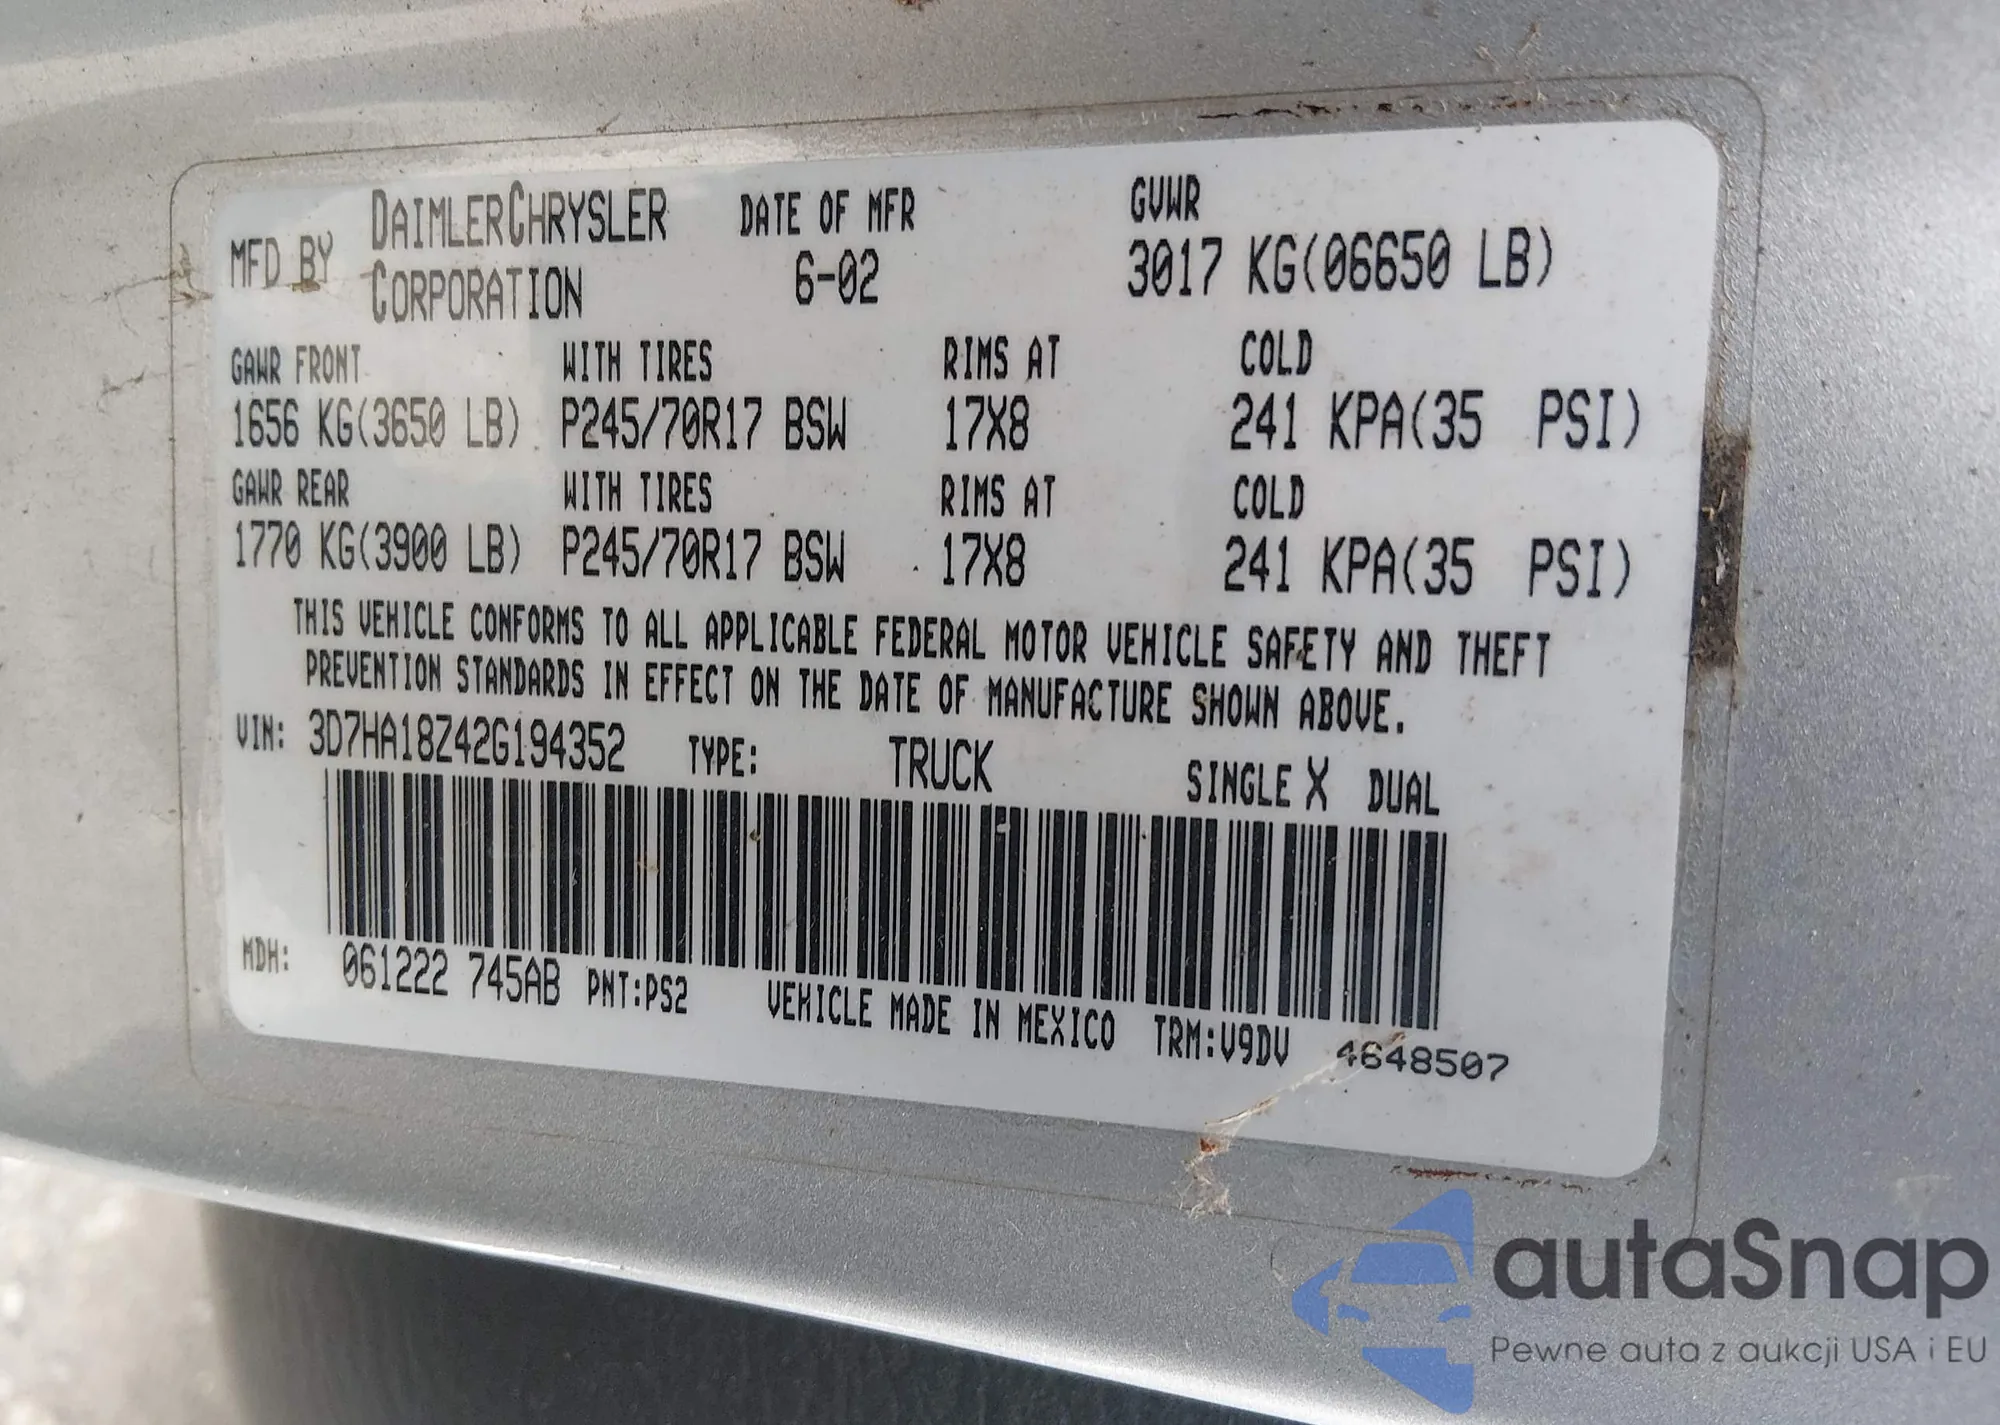 MFD BY DAIMLERCHRYSLER CORPORATION DATE OF MFR 6-02 GVWR 3017 KG(06650 LB)
GAWR FRONT WITH TIRES RIMS AT COLD
1656 KG(3650 LB) P245/70R17 BSW 17X8 241 KPA(35 PSI)
GAWR REAR WITH TIRES RIMS AT COLD
1770 KG(3900 LB) P245/70R17 BSW 17X8 241 KPA(35 PSI)
THIS VEHICLE CONFORMS TO ALL APPLICABLE FEDERAL MOTOR VEHICLE SAFETY AND THEFT
PREVENTION STANDARDS IN EFFECT ON THE DATE OF MANUFACTURE SHOWN ABOVE.
VIN: 3D7HA18Z42G194352 TYPE: TRUCK SINGLE X DUAL
MDH: 061222 745AB PNT:PS2 VEHICLE MADE IN MEXICO TRM:V9DV 4648507
autaSnap
Pewne auta z aukcji USA i EU